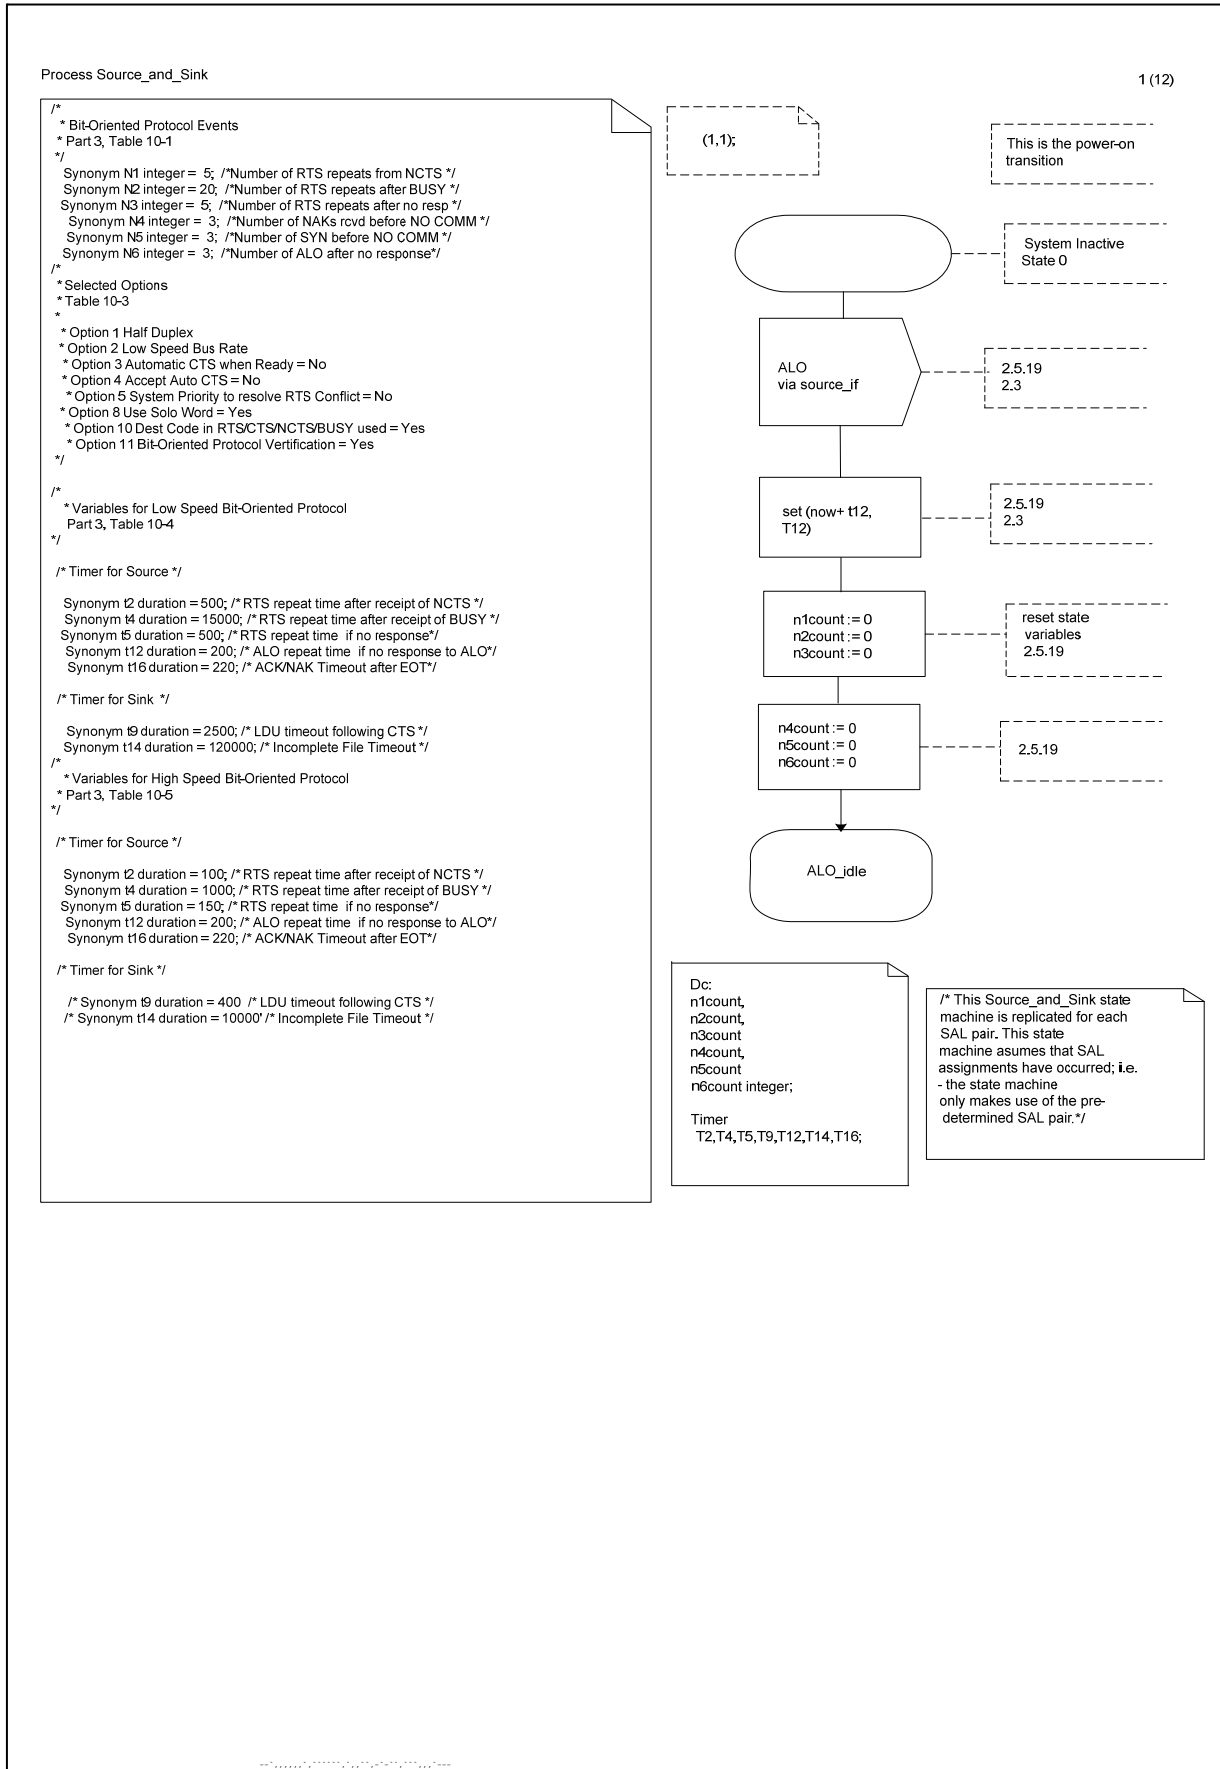 Process Source_and_Sink
1 (12)
/*
* Bit-Oriented Protocol Events
* Part 3, Table 10-1
*/
Synonym N1 integer = 5; /*Number of RTS repeats from NCTS */
Synonym N2 integer = 20; /*Number of RTS repeats after BUSY */
Synonym N3 integer = 5; /*Number of RTS repeats after no resp */
Synonym N4 integer = 3; /*Number of NAKs rcvd before NO COMM */
Synonym N5 integer = 3; /*Number of SYN before NO COMM */
Synonym N6 integer = 3; /*Number of ALO after no response*/
/*
* Selected Options
* Table 10-3
*
* Option 1 Half Duplex
* Option 2 Low Speed Bus Rate
* Option 3 Automatic CTS when Ready = No
* Option 4 Accept Auto CTS = No
* Option 5 System Priority to resolve RTS Conflict = No
* Option 8 Use Solo Word = Yes
* Option 10 Dest Code in RTS/CTS/NCTS/BUSY used = Yes
* Option 11 Bit-Oriented Protocol Vertification = Yes
*/
/*
* Variables for Low Speed Bit-Oriented Protocol
Part 3, Table 10-4
*/
/* Timer for Source */
Synonym t2 duration = 500; /* RTS repeat time after receipt of NCTS */
Synonym t4 duration = 15000; /* RTS repeat time after receipt of BUSY */
Synonym t5 duration = 500; /* RTS repeat time if no response*/
Synonym t12 duration = 200; /* ALO repeat time if no response to ALO*/
Synonym t16 duration = 220; /* ACK/NAK Timeout after EOT*/
/* Timer for Sink */
Synonym t9 duration = 2500; /* LDU timeout following CTS */
Synonym t14 duration = 120000; /* Incomplete File Timeout */
/*
* Variables for High Speed Bit-Oriented Protocol
* Part 3, Table 10-5
*/
/* Timer for Source */
Synonym t2 duration = 100; /* RTS repeat time after receipt of NCTS */
Synonym t4 duration = 1000; /* RTS repeat time after receipt of BUSY */
Synonym t5 duration = 150; /* RTS repeat time if no response*/
Synonym t12 duration = 200; /* ALO repeat time if no response to ALO*/
Synonym t16 duration = 220; /* ACK/NAK Timeout after EOT*/
/* Timer for Sink */
/* Synonym t9 duration = 400 /* LDU timeout following CTS */
/* Synonym t14 duration = 10000' /* Incomplete File Timeout */
(1,1);
This is the power-on
transition
System Inactive
State 0
ALO
via source_if
2.5.19
2.3
set (now+ t12,
T12)
2.5.19
2.3
n1count := 0
n2count := 0
n3count := 0
reset state
variables
2.5.19
n4count := 0
n5count := 0
n6count := 0
2.5.19
ALO_idle
Dc:
n1count,
n2count,
n3count
n4count,
n5count
n6count integer;
Timer
T2,T4,T5,T9,T12,T14,T16;
/* This Source_and_Sink state
machine is replicated for each
SAL pair. This state
machine asumes that SAL
assignments have occurred; i.e.
- the state machine
only makes use of the pre-
determined SAL pair.*/